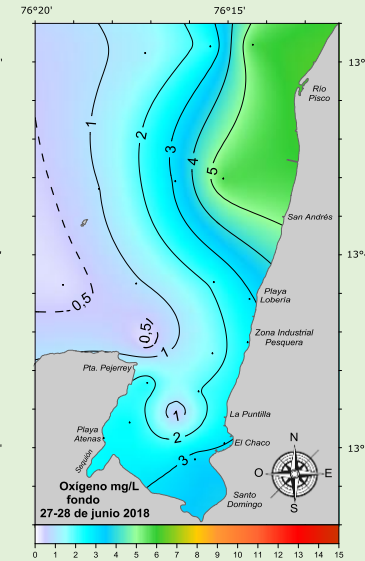 76°20' 76°15'
13°
Río
Pisco
1
2
3
4
5
San Andrés
13°
Playa
Lobería
0,5
0,5
Zona Industrial
Pesquera
1
Pta. Pejerrey
1
La Puntilla
Playa
Atenas
2
El Chaco
N
3
O E
Sequión
S
Santo
Domingo
Oxígeno mg/L
fondo
27-28 de junio 2018
0 1 2 3 4 5 6 7 8 9 10 11 12 13 14 15